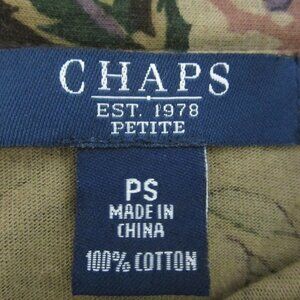 CHAPS
EST. 1978
PETITE
PS
MADE IN
CHINA
100% COTTON